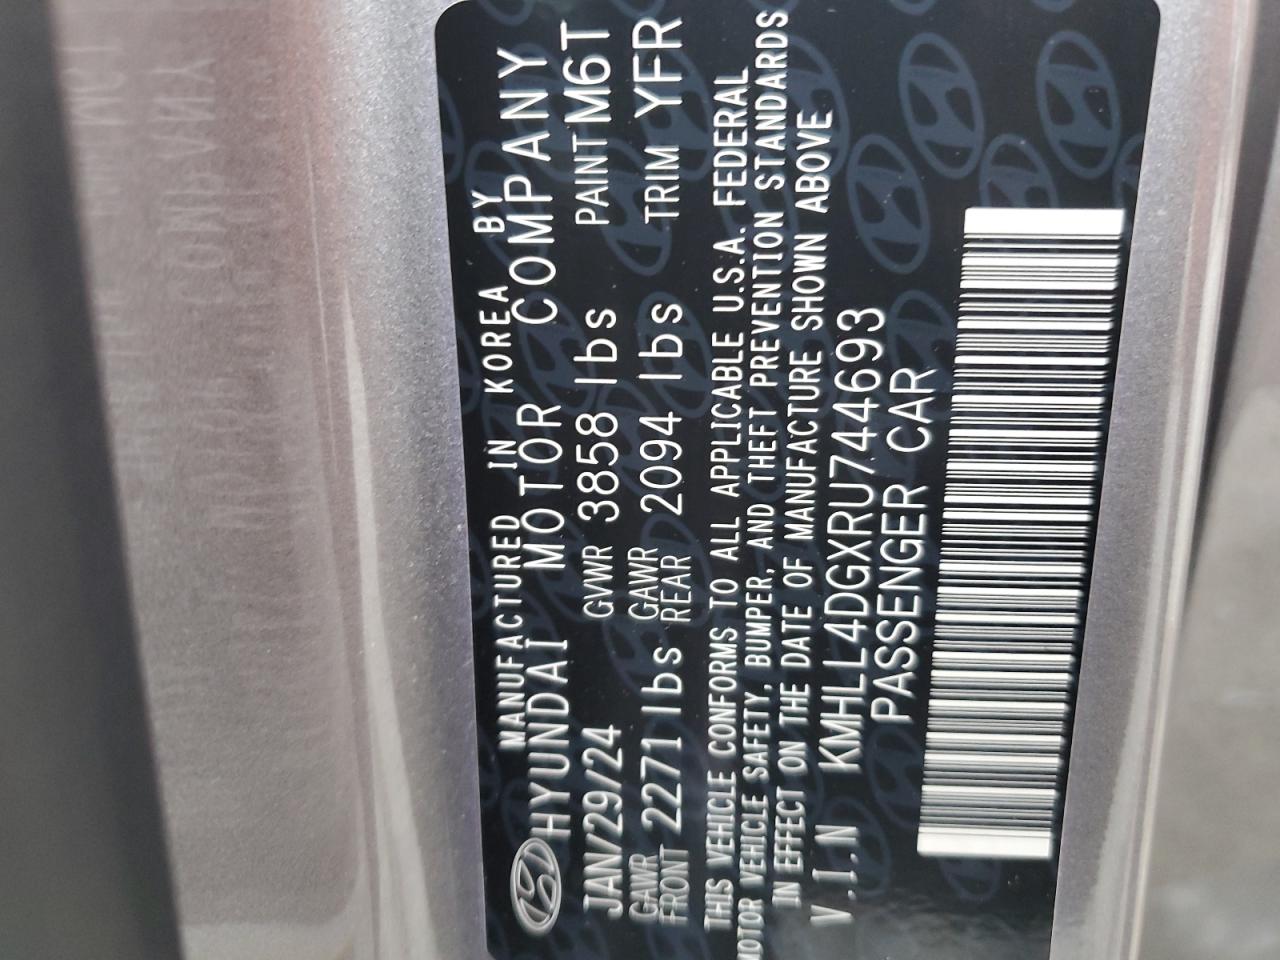 MANUFACTURED IN KOREA BY
HYUNDAI MOTOR COMPANY
JAN/29/24 GVWR 3858 lbs PAINT M6T
GAWR FRONT 2271 lbs GAWR REAR 2094 lbs TRIM YFR
THIS VEHICLE CONFORMS TO ALL APPLICABLE U.S.A. FEDERAL
MOTOR VEHICLE SAFETY, BUMPER, AND THEFT PREVENTION STANDARDS
IN EFFECT ON THE DATE OF MANUFACTURE SHOWN ABOVE
V.I.N KMHLL4DGXRU744693
PASSENGER CAR